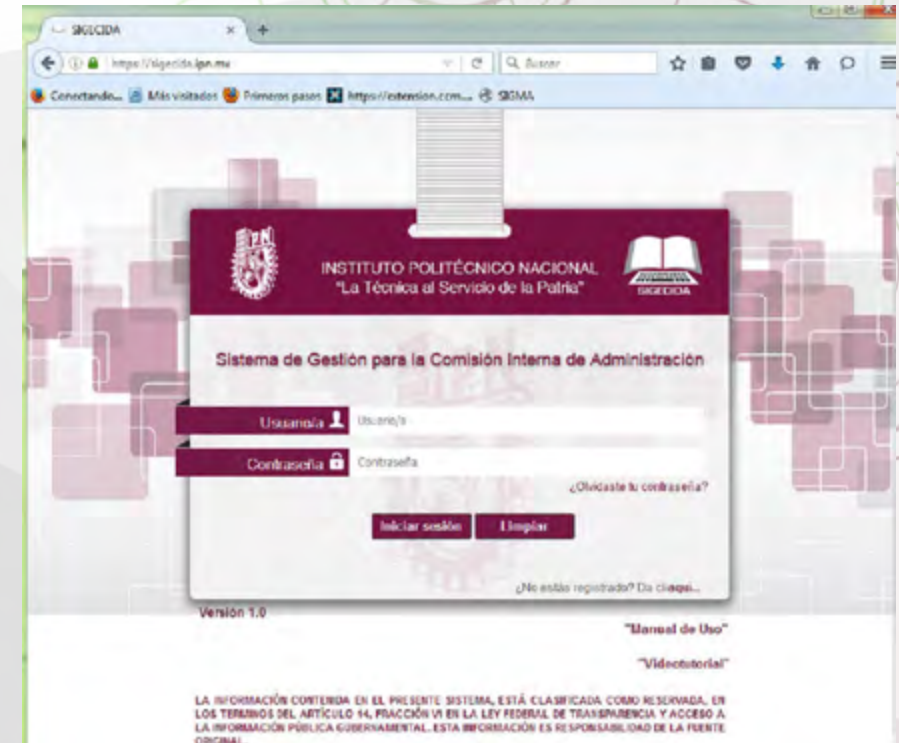 SIGECIDA
https://sigecida.ipn.mx
Buscar
Conectando... Más visitados Primeros pasos https://extension.com... SIGMA
IPN
INSTITUTO POLITÉCNICO NACIONAL
"La Técnica al Servicio de la Patria"
SIGECIDA
Sistema de Gestión para la Comisión Interna de Administración
Usuario/a Usuario/a
Contraseña Contraseña
¿Olvidaste tu contraseña?
Iniciar sesión Limpiar
¿No estás registrado? Da clic aquí...
Versión 1.0
"Manual de Uso"
"Videotutorial"
LA INFORMACIÓN CONTENIDA EN EL PRESENTE SISTEMA, ESTÁ CLASIFICADA COMO RESERVADA, EN
LOS TERMINOS DEL ARTÍCULO 14, FRACCIÓN VI EN LA LEY FEDERAL DE TRANSPARENCIA Y ACCESO A
LA INFORMACIÓN PÚBLICA GUBERNAMENTAL. ESTA INFORMACIÓN ES RESPONSABILIDAD DE LA FUENTE
ORIGINAL